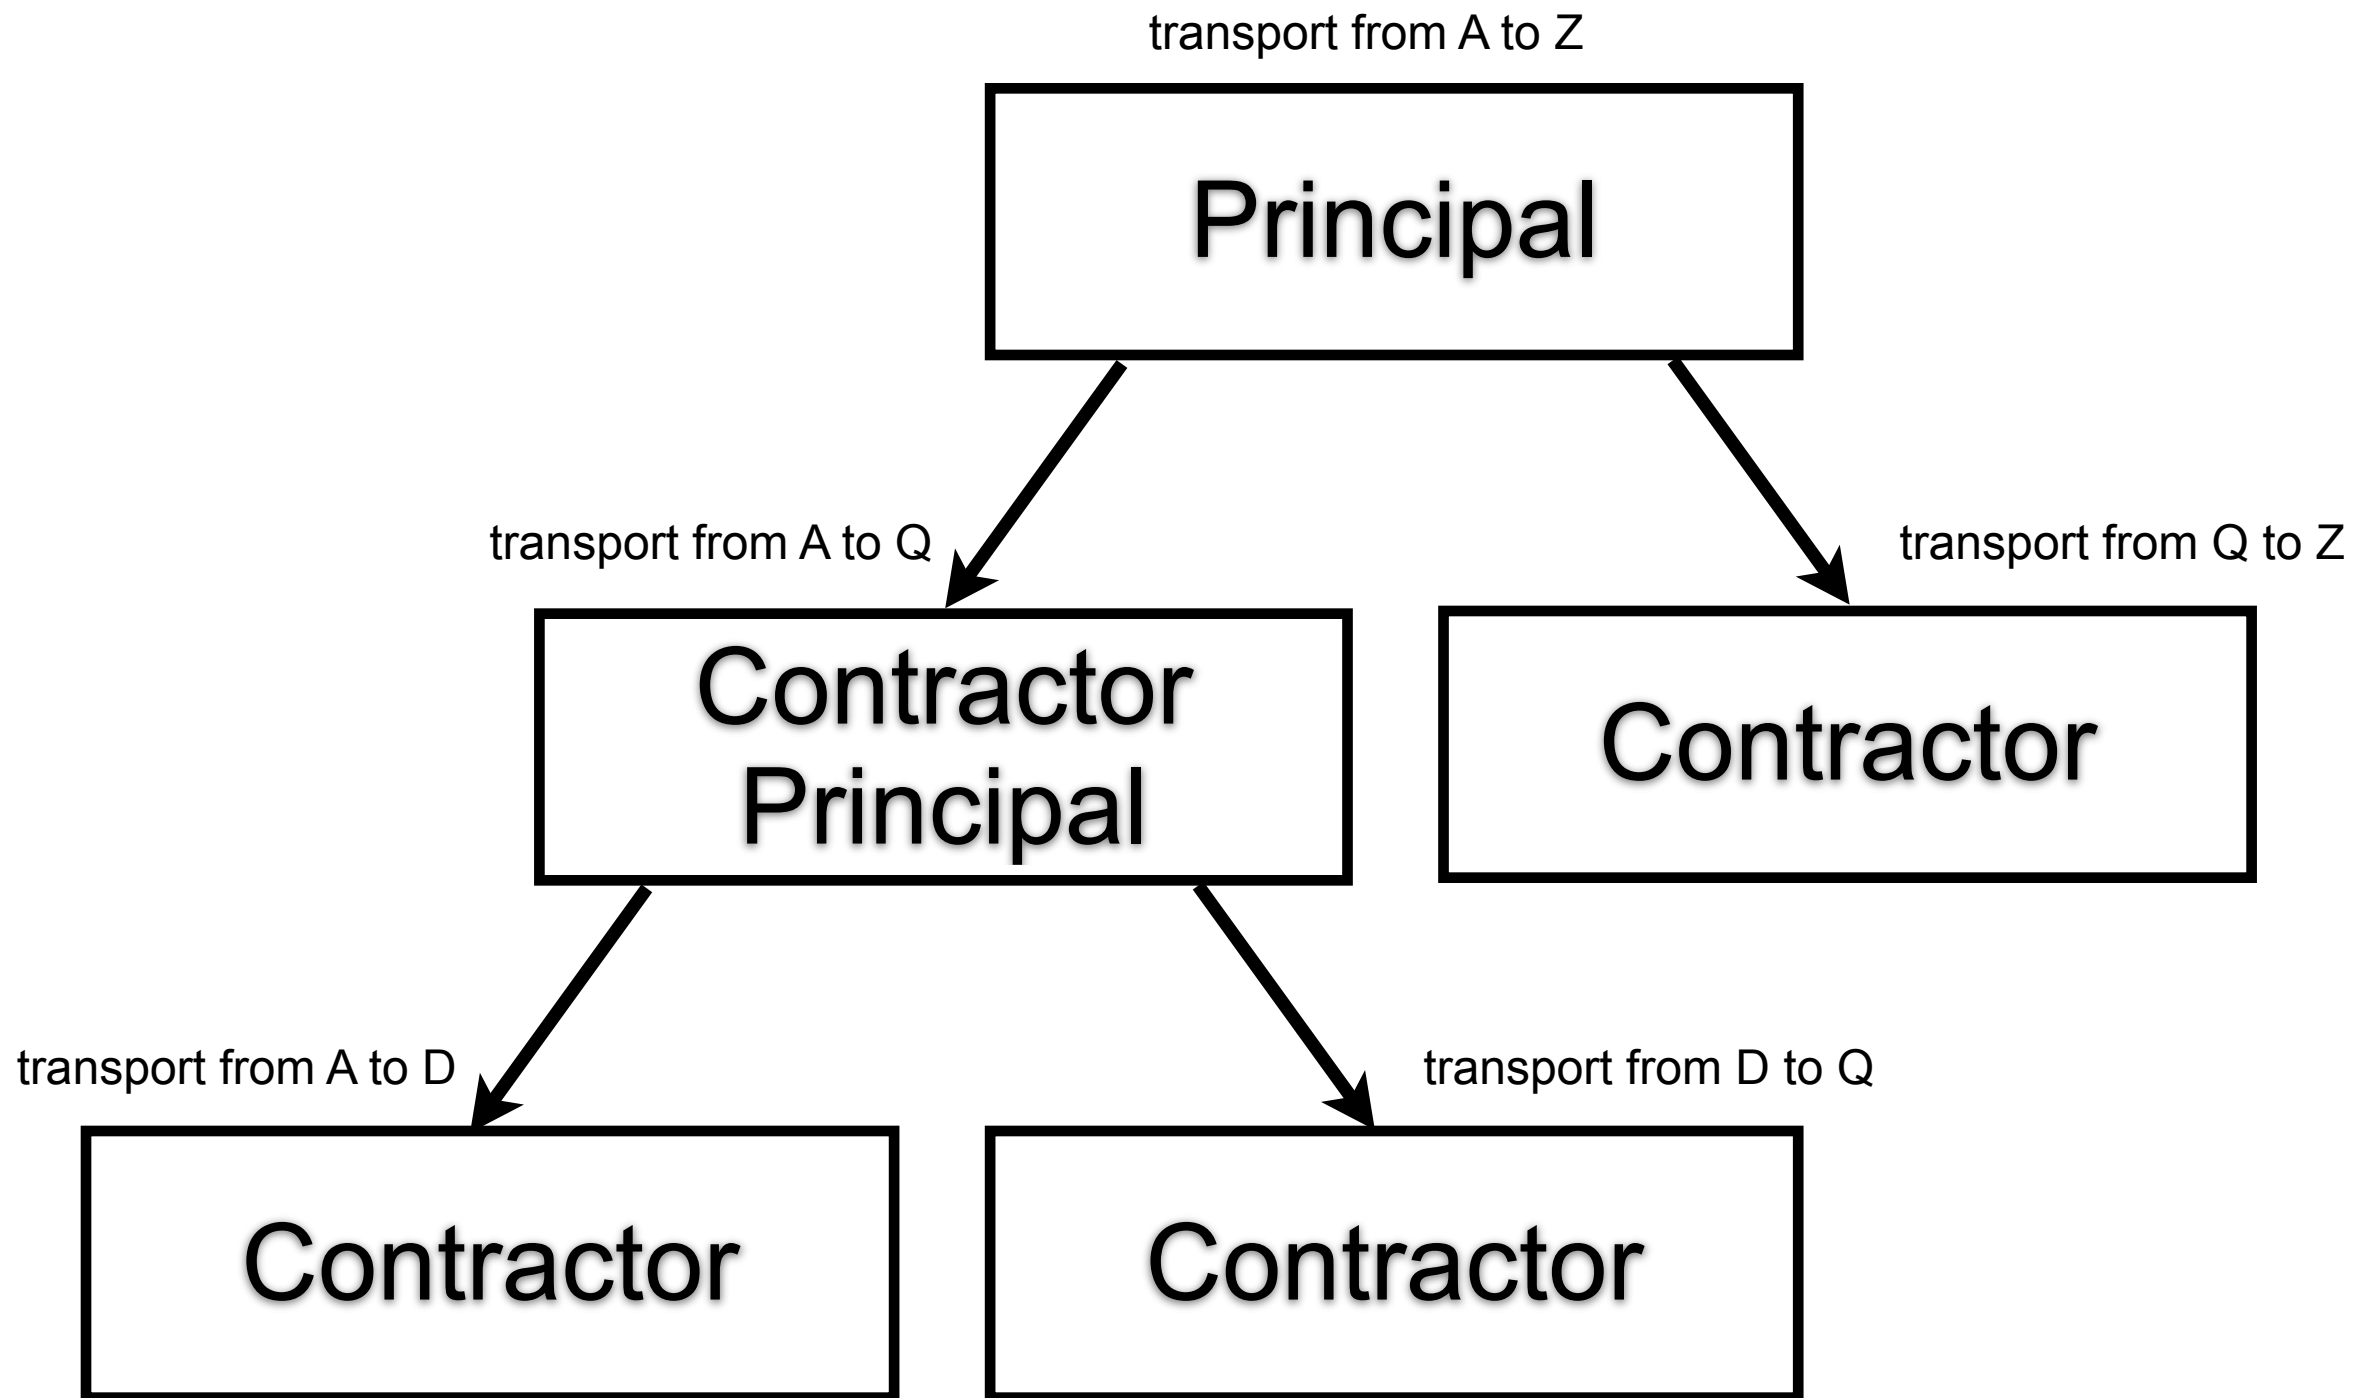 transport from A to Z
Principal
transport from A to Q
transport from Q to Z
Contractor
Principal
Contractor
transport from A to D
transport from D to Q
Contractor
Contractor